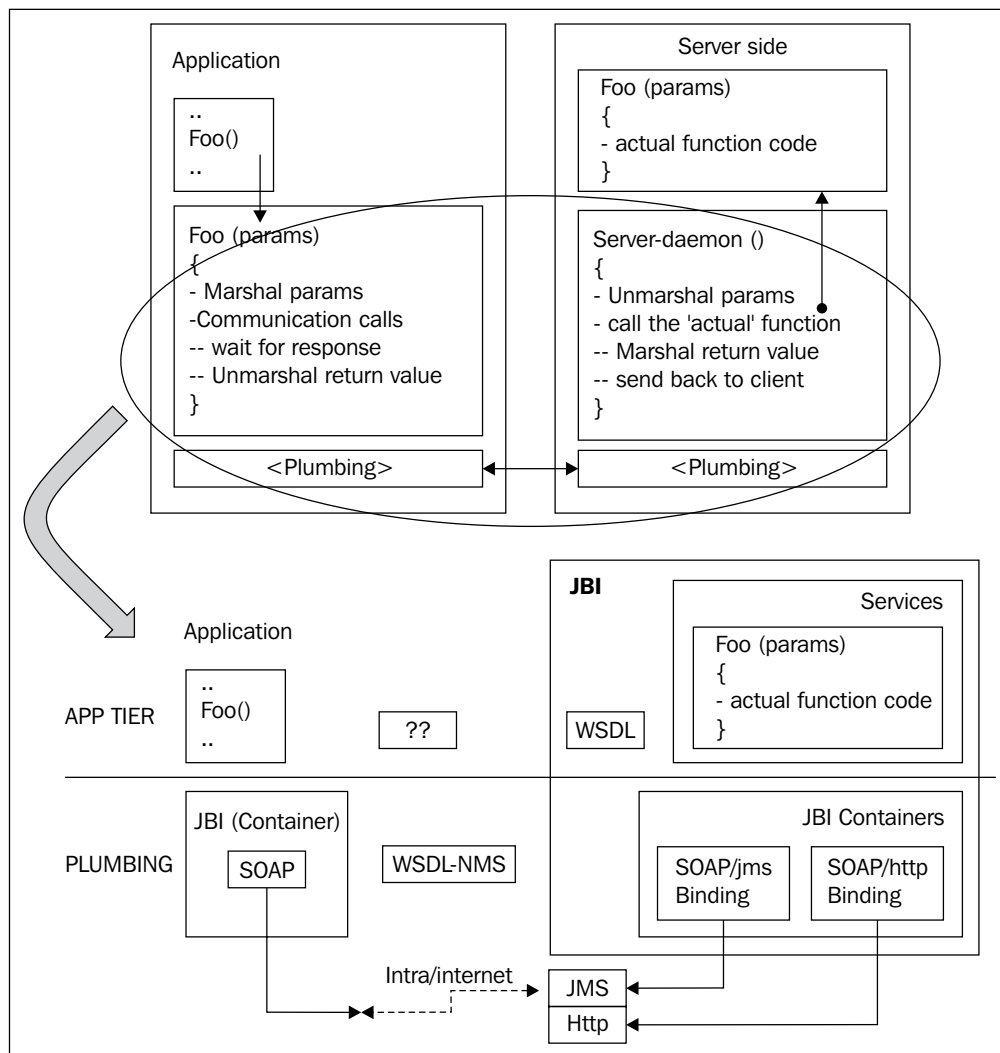 Application
..
Foo()
..
Foo (params)
{
- Marshal params
-Communication calls
-- wait for response
-- Unmarshal return value
}
<Plumbing>
Server side
Foo (params)
{
- actual function code
}
Server-daemon ()
{
- Unmarshal params
- call the 'actual' function
-- Marshal return value
-- send back to client
}
<Plumbing>
JBI
Services
Application
Foo (params)
{
- actual function code
}
APP TIER
..
Foo()
..
??
WSDL
PLUMBING
JBI (Container)
SOAP
WSDL-NMS
JBI Containers
SOAP/jms
Binding
SOAP/http
Binding
Intra/internet
JMS
Http